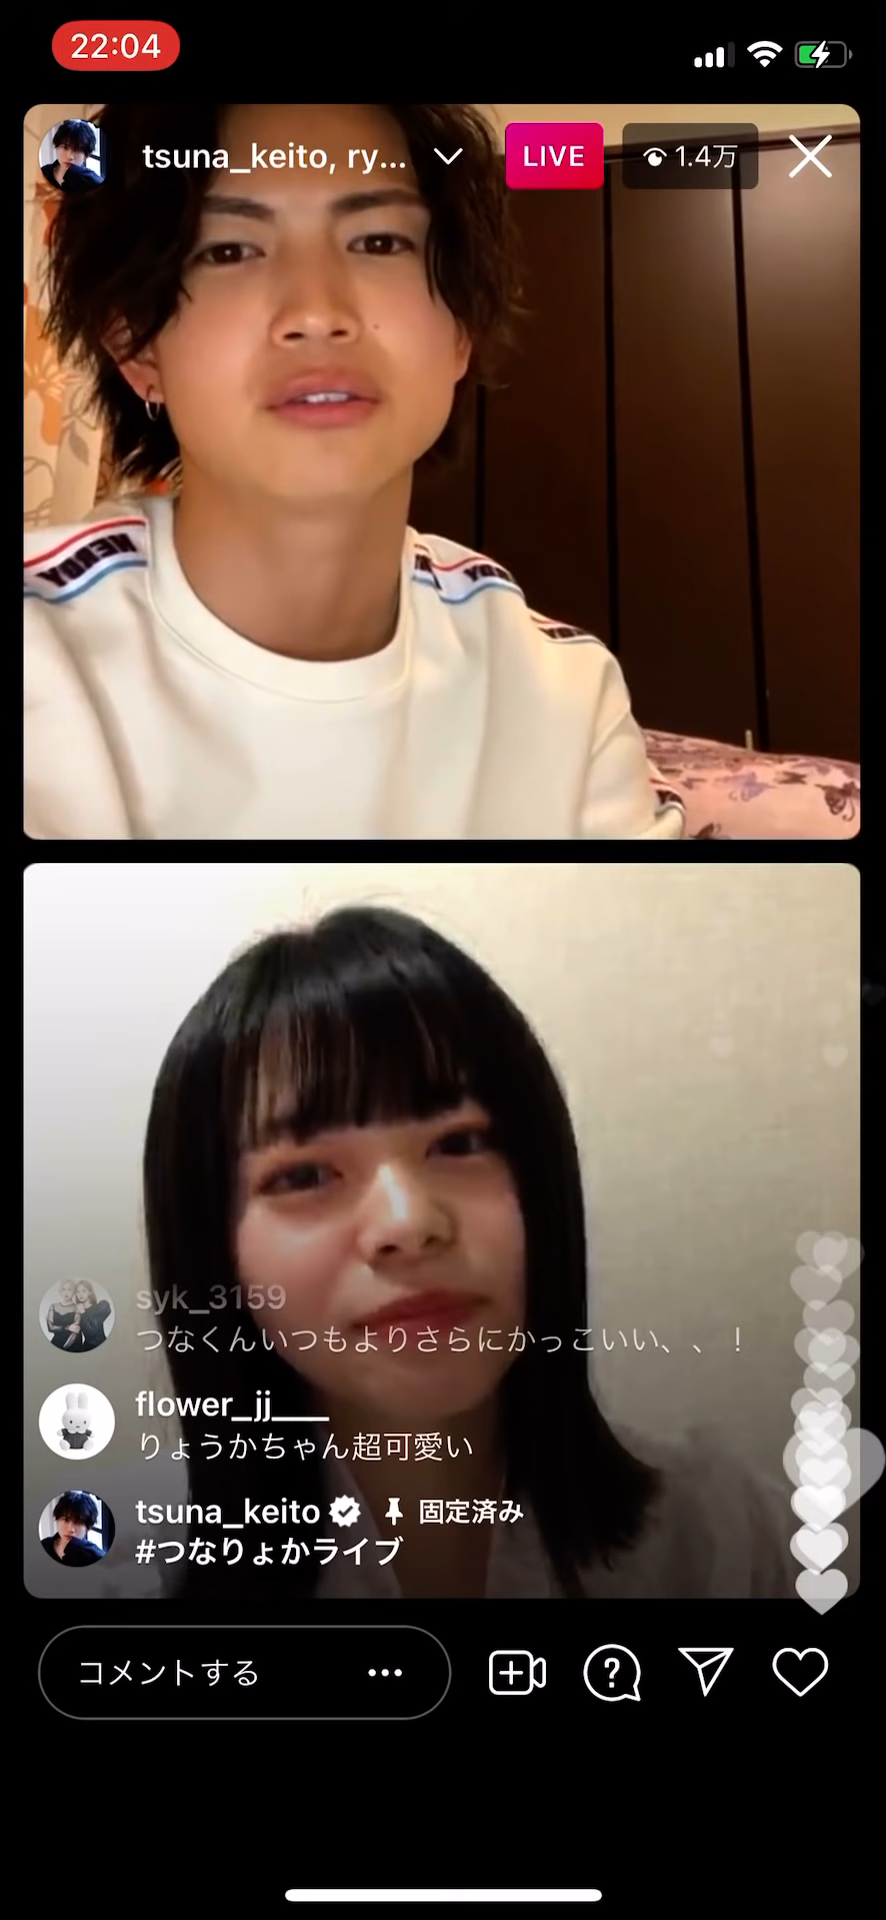 22:04
tsuna_keito, ry...
LIVE
1.4万
NERDY
syk_3159
つなくんいつもよりさらにかっこいい、、！
flower_jj___
りょうかちゃん超可愛い
tsuna_keito 固定済み
#つなりょかライブ
コメントする